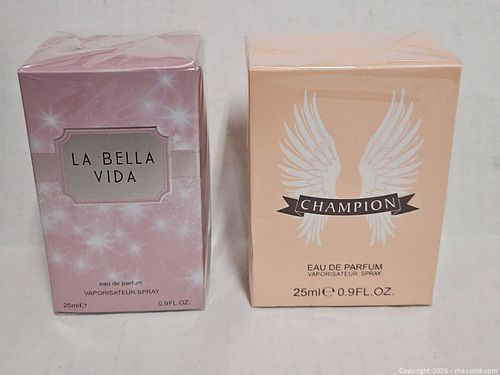 LA BELLA
VIDA
eau de parfum
VAPORISATEUR SPRAY
25ml℮ 0.9FL.OZ.
CHAMPION
EAU DE PARFUM
VAPORISATEUR SPRAY
25ml℮ 0.9FL.OZ.
Copyright 2026 - maxsold.com